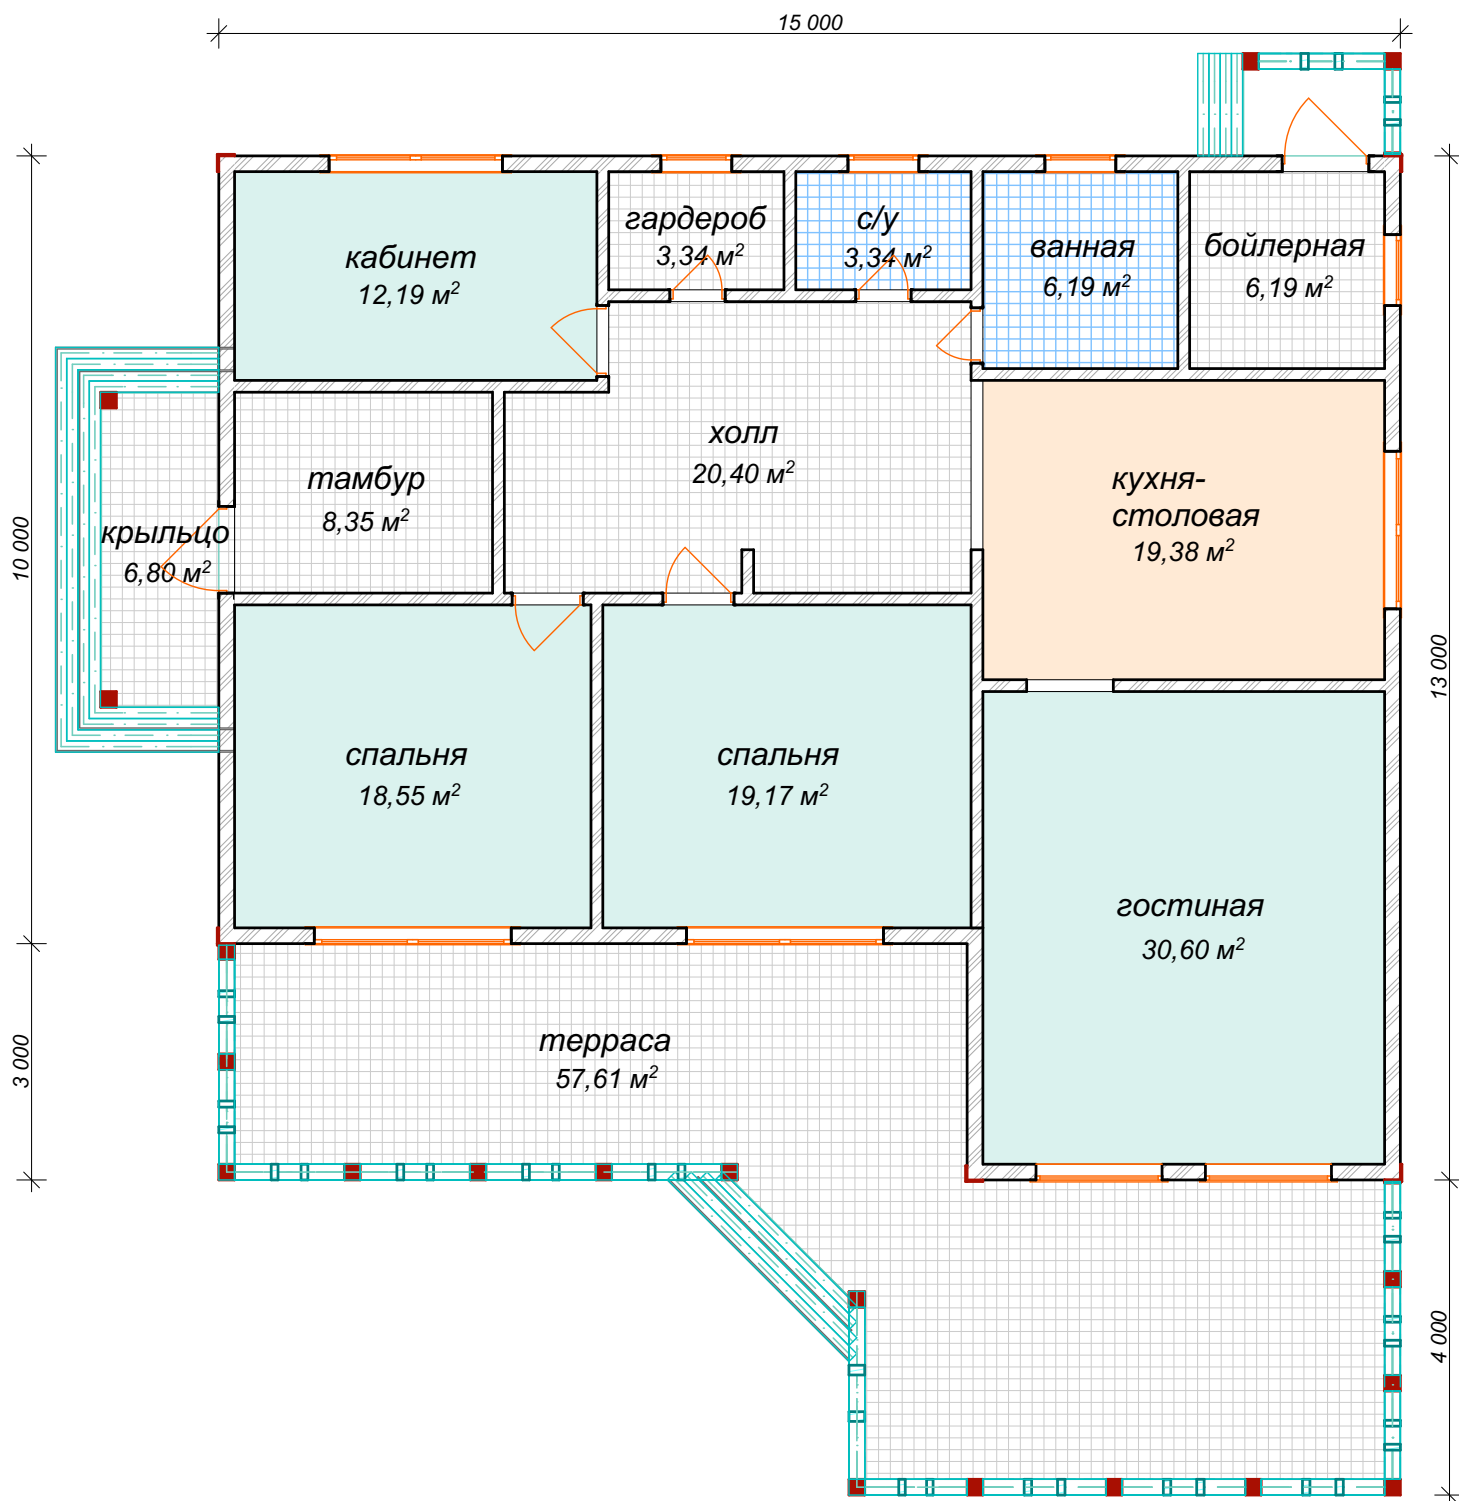 15 000
гардероб
3,34 м²
с/у
3,34 м²
ванная
6,19 м²
бойлерная
6,19 м²
кабинет
12,19 м²
холл
20,40 м²
тамбур
8,35 м²
кухня-
столовая
19,38 м²
крыльцо
6,80 м²
10 000
13 000
спальня
18,55 м²
спальня
19,17 м²
гостиная
30,60 м²
терраса
57,61 м²
3 000
4 000